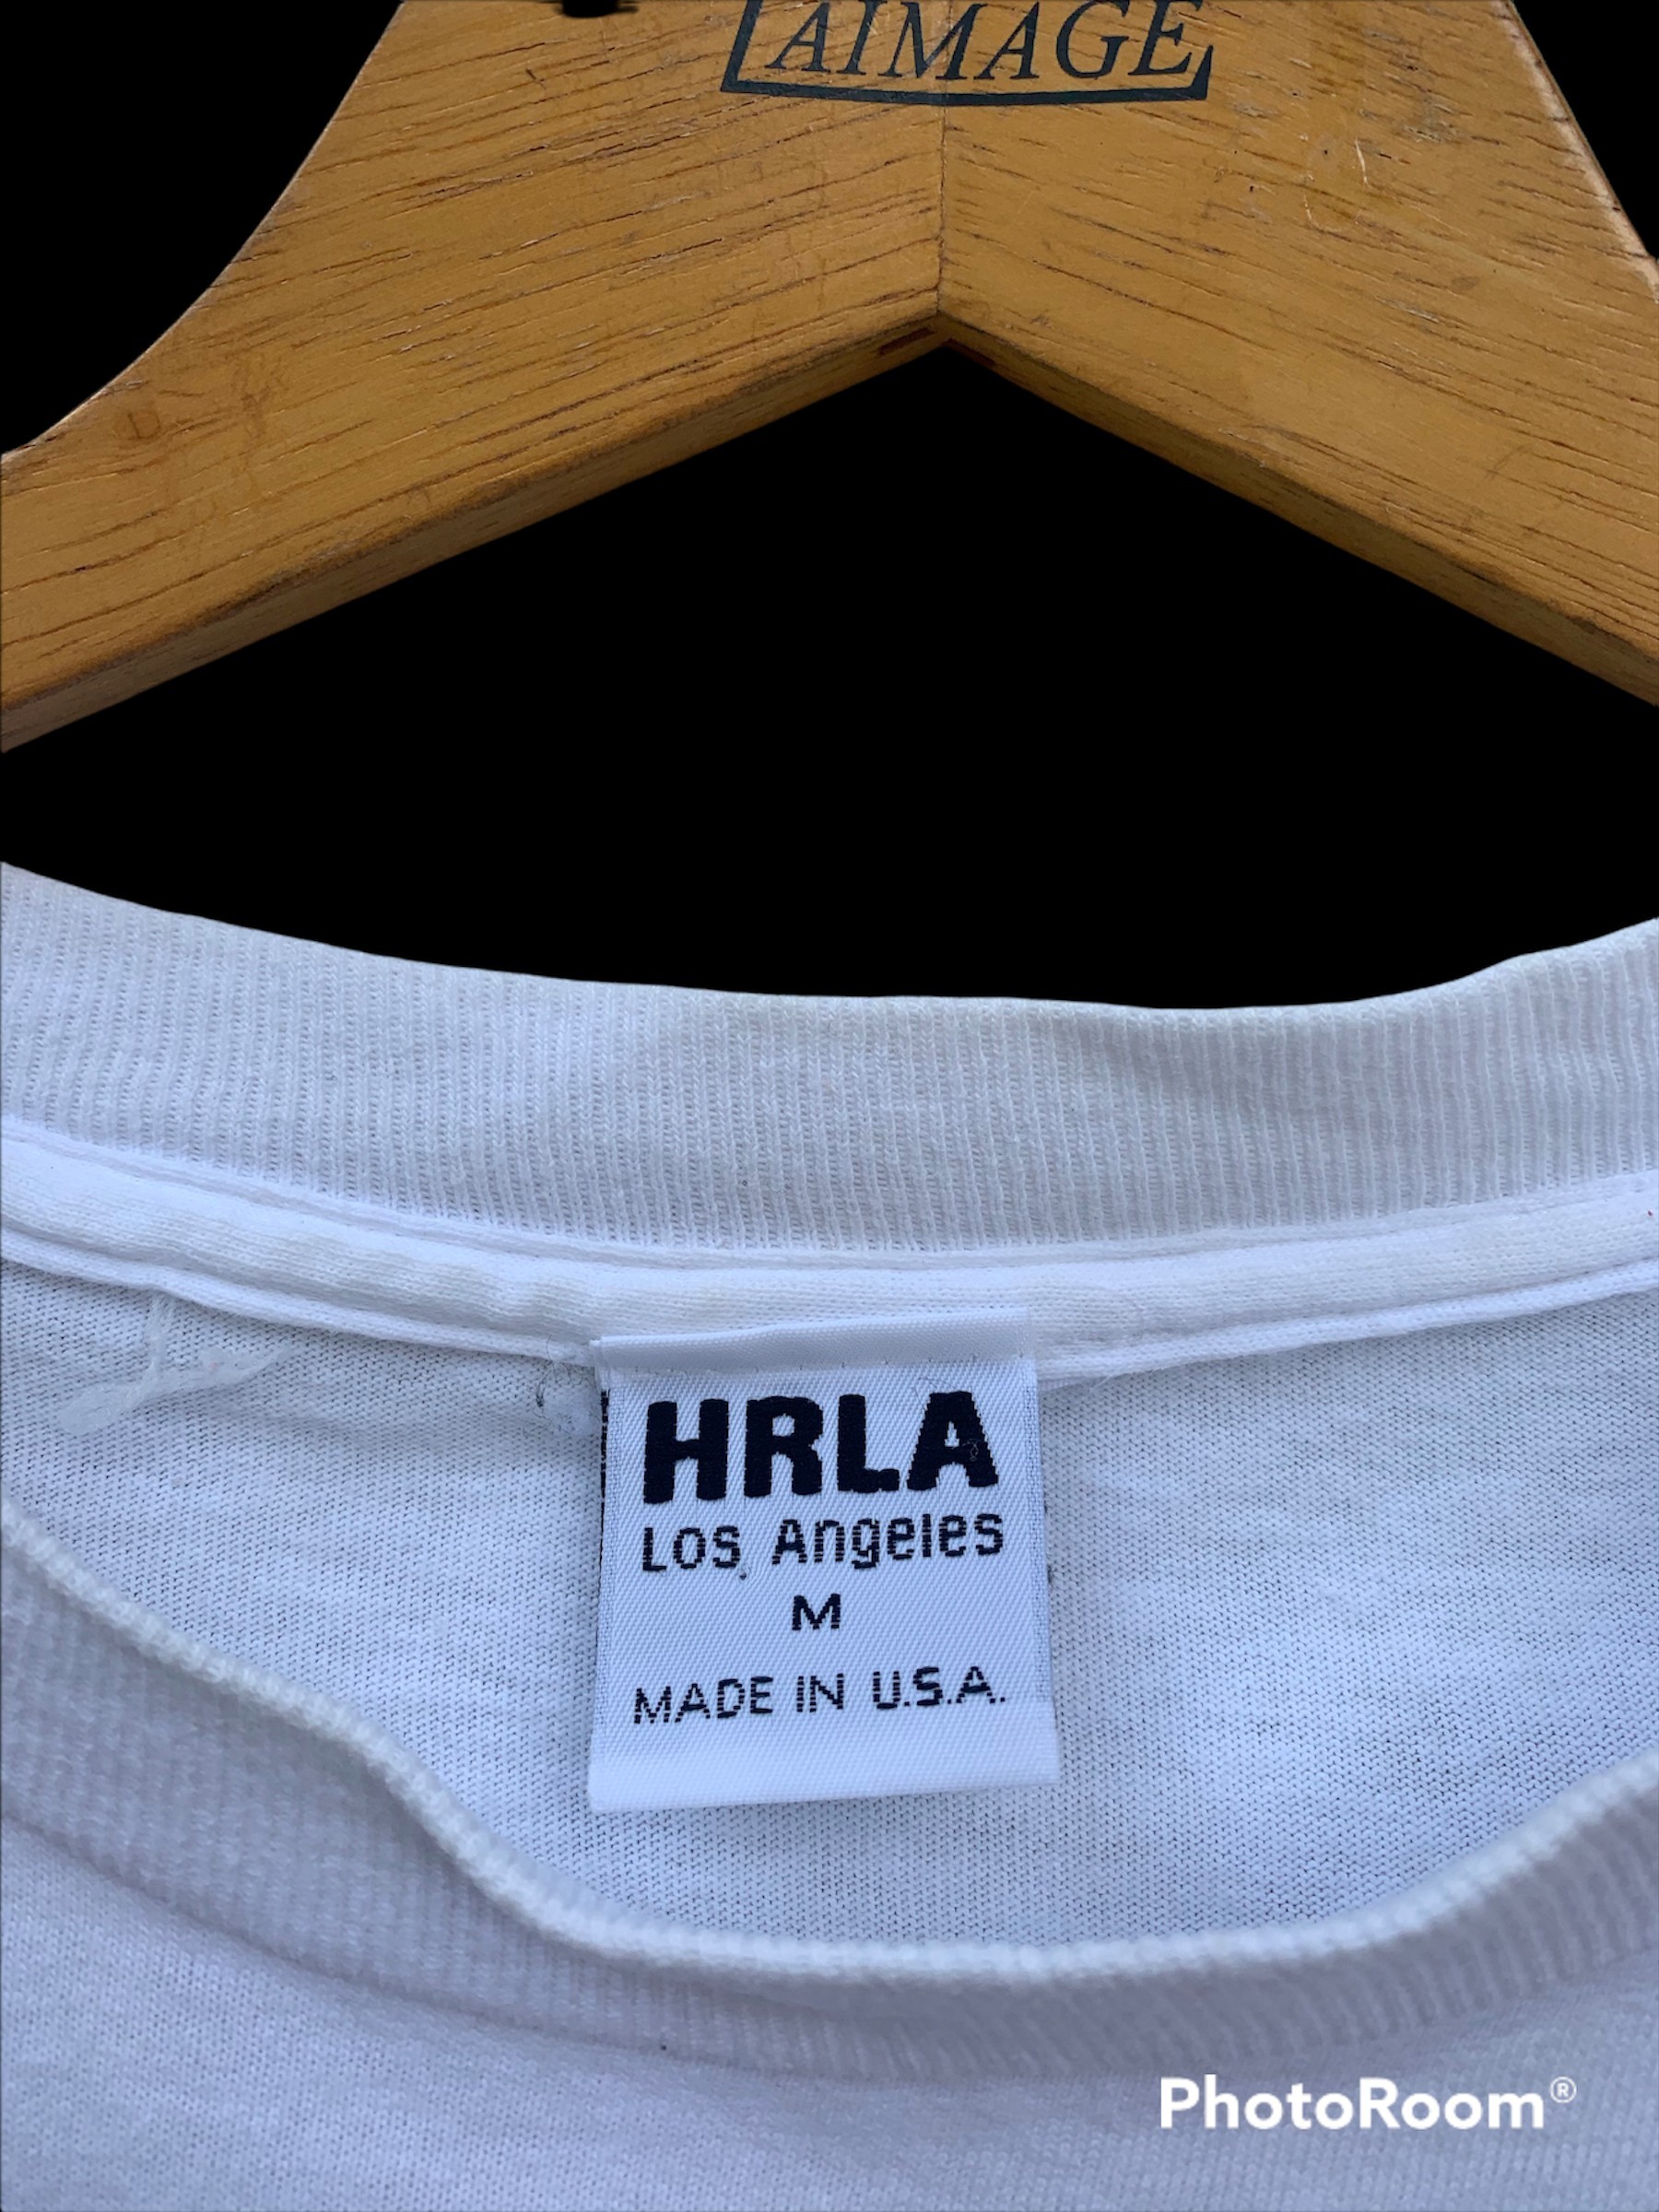 AIMAGE
HRLA
Los Angeles
M
MADE IN U.S.A.
PhotoRoom®